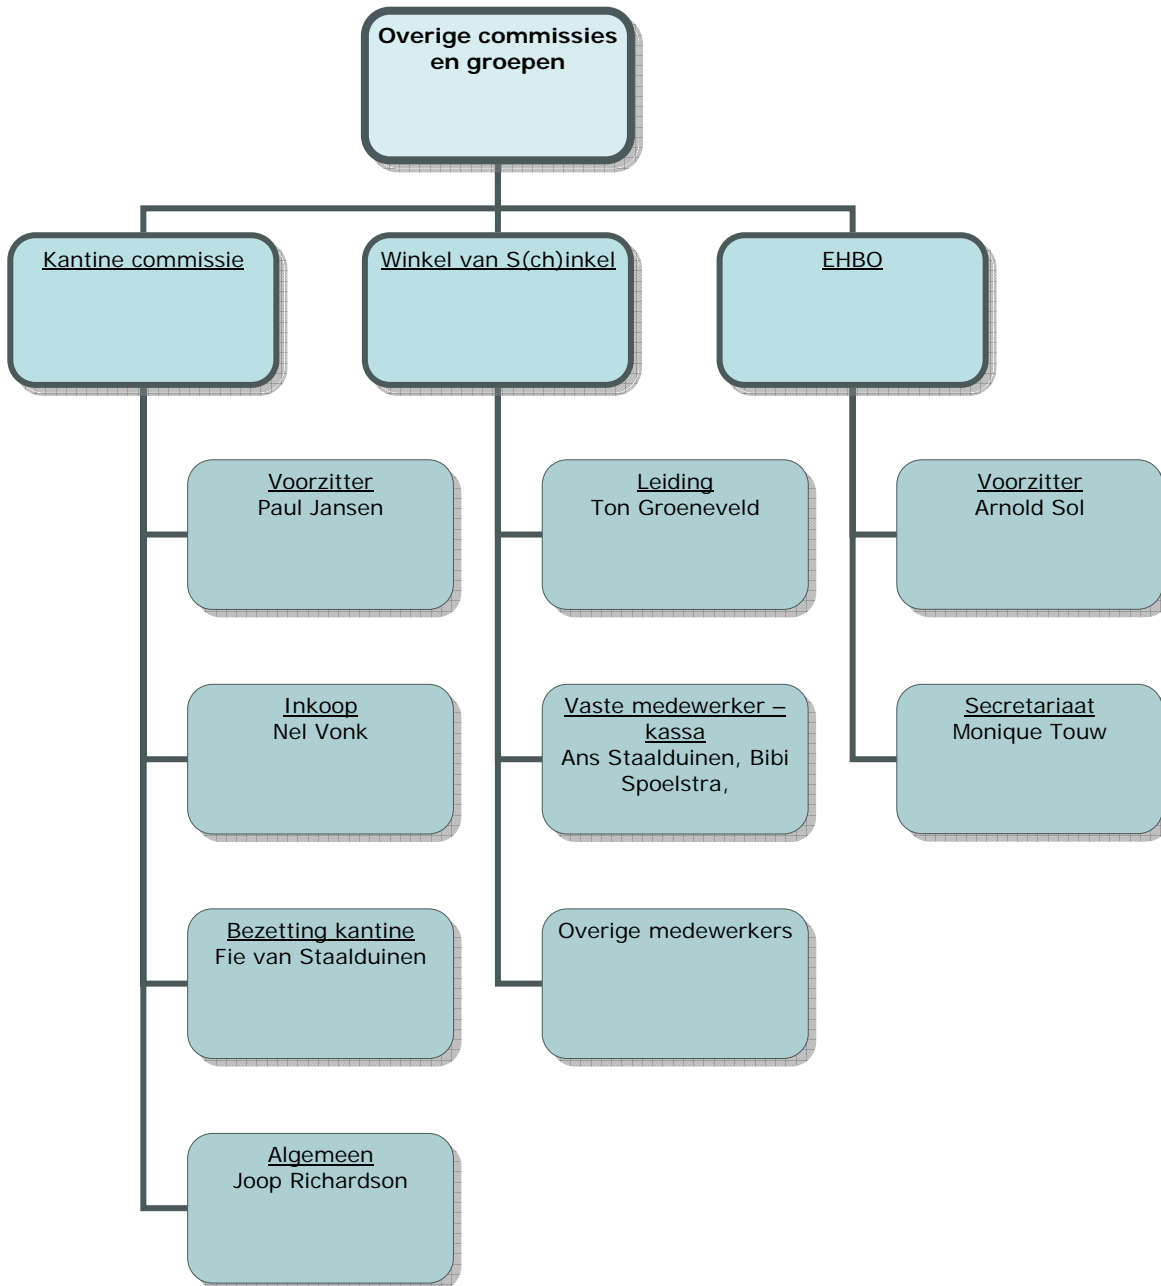 Overige commissies
en groepen
Kantine commissie
Winkel van S(ch)inkel
EHBO
Voorzitter
Paul Jansen
Leiding
Ton Groeneveld
Voorzitter
Arnold Sol
Inkoop
Nel Vonk
Vaste medewerker –
kassa
Ans Staalduinen, Bibi
Spoelstra,
Secretariaat
Monique Touw
Bezetting kantine
Fie van Staalduinen
Overige medewerkers
Algemeen
Joop Richardson